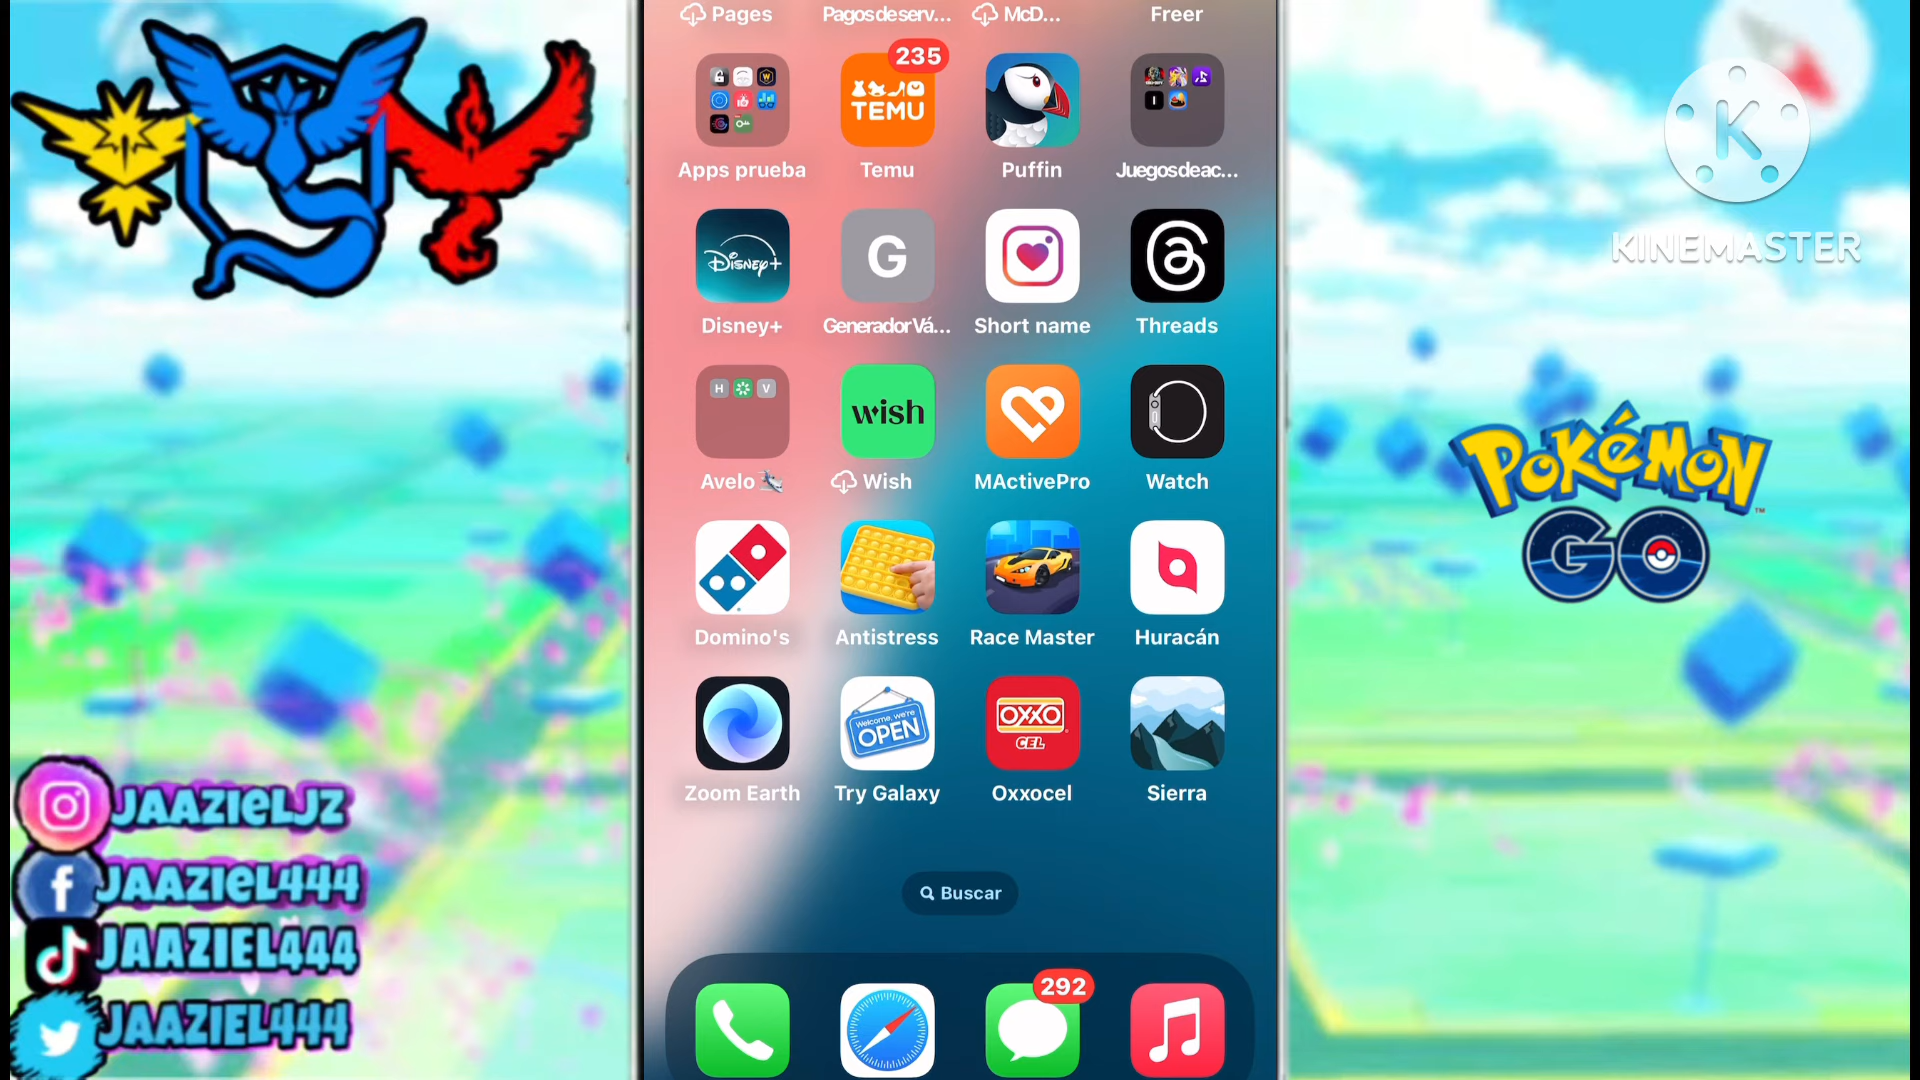 Pages Pagosdeserv... McD... Freer
235
TEMU
Apps prueba Temu Puffin Juegosdeac...
Disney+ G
Disney+ GeneradorVá... Short name Threads
H V wish
Avelo Wish MActivePro Watch
Domino's Antistress Race Master Huracán
Welcome, we're
OPEN
OXXO
CEL
Zoom Earth Try Galaxy Oxxocel Sierra
Buscar
292
K
KINEMASTER
POKÉMON™
GO
JAAZIELJZ
JAAZIEL444
JAAZIEL444
JAAZIEL444